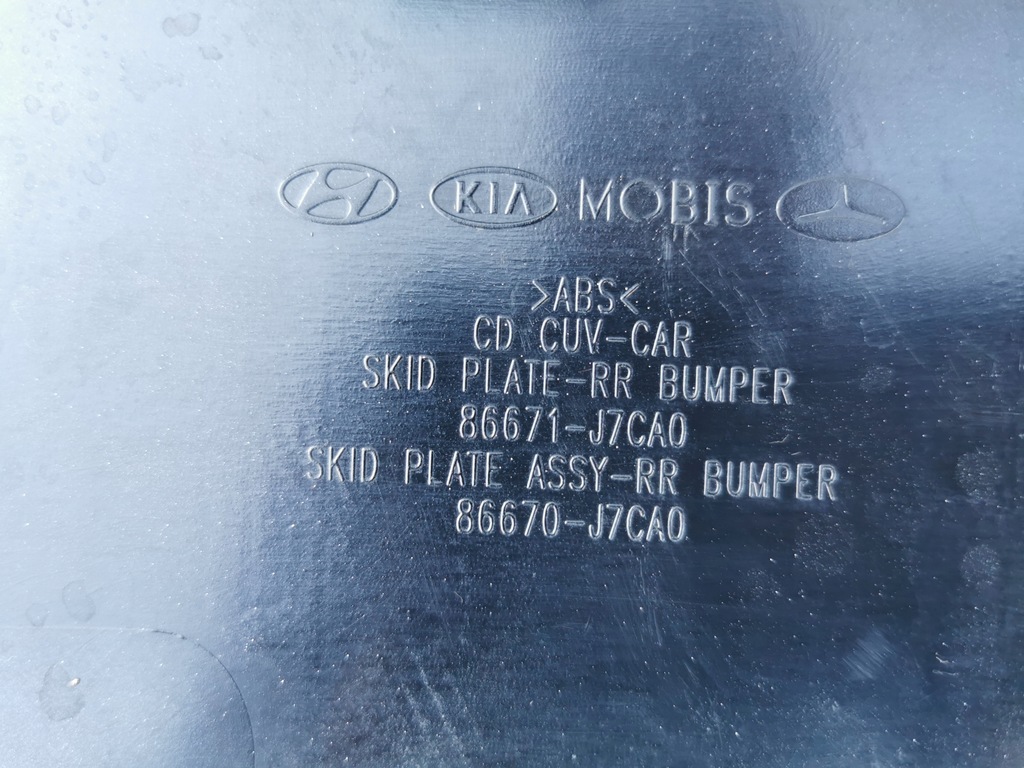 KIA MOBIS
>ABS<
CD CUV-CAR
SKID PLATE-RR BUMPER
86671-J7CA0
SKID PLATE ASSY-RR BUMPER
86670-J7CA0